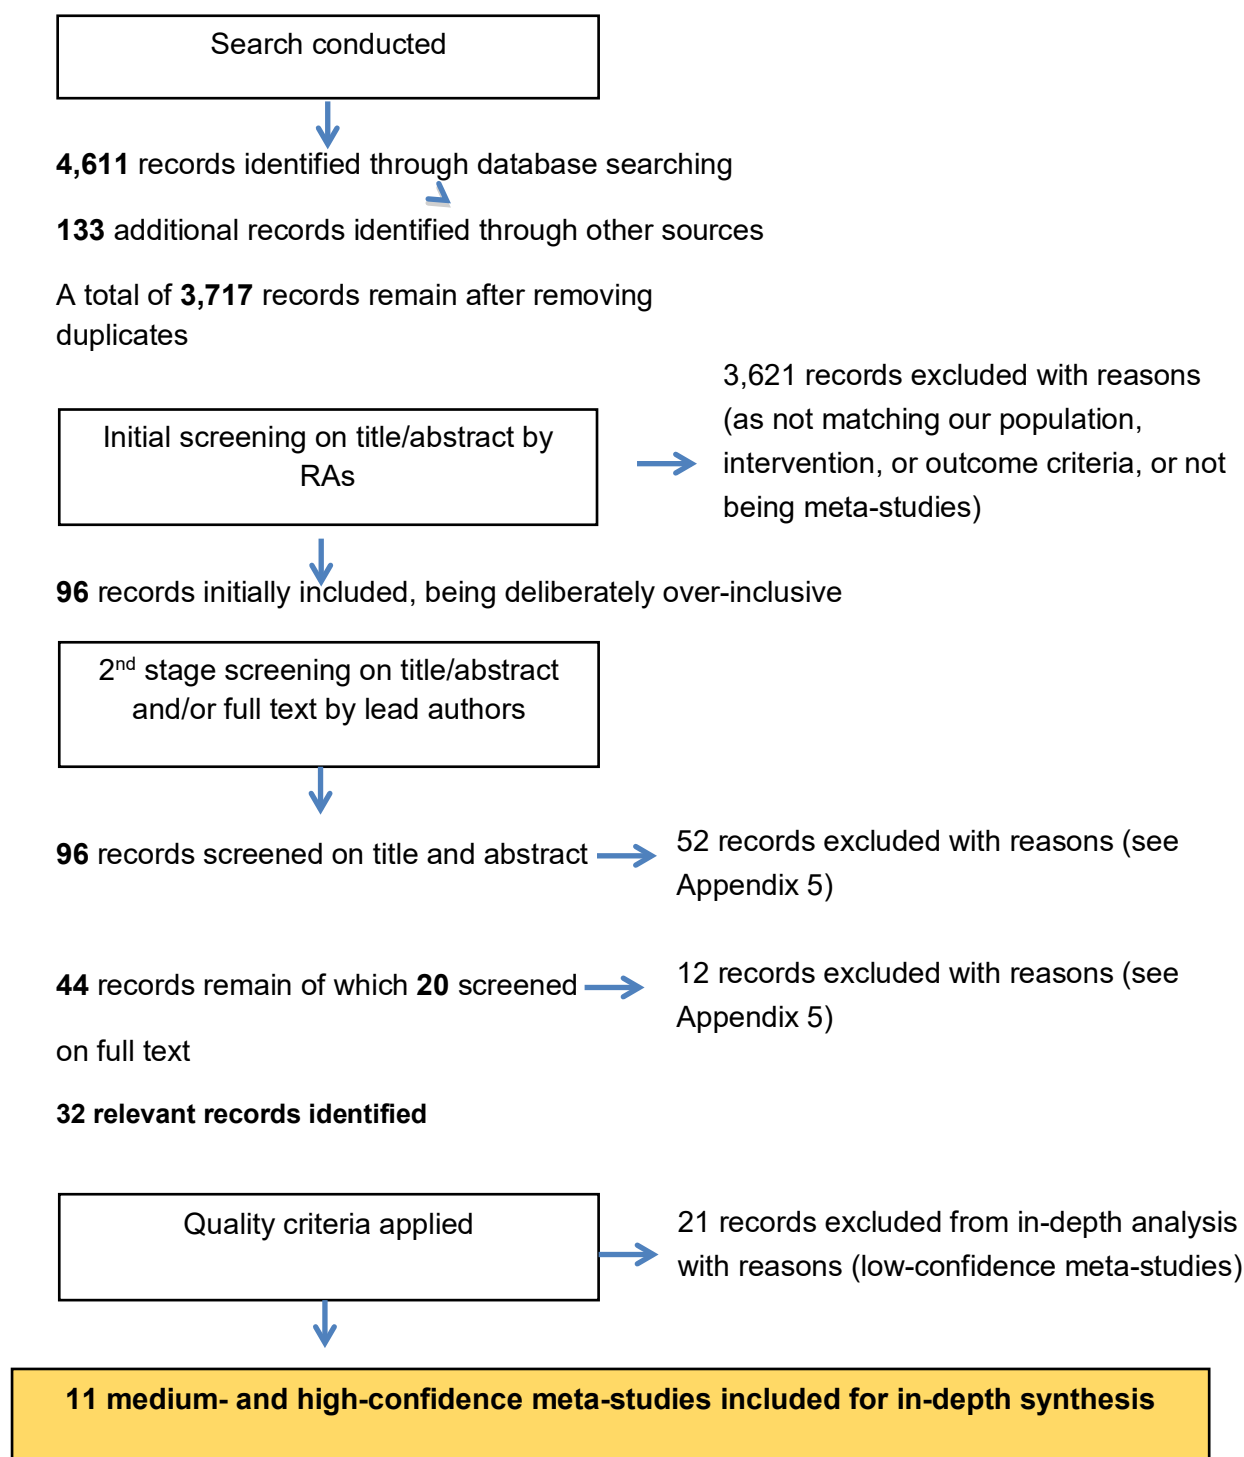 Search conducted
4,611 records identified through database searching
133 additional records identified through other sources
A total of 3,717 records remain after removing
duplicates
3,621 records excluded with reasons
(as not matching our population,
intervention, or outcome criteria, or not
being meta-studies)
Initial screening on title/abstract by
RAs
96 records initially included, being deliberately over-inclusive
2nd stage screening on title/abstract
and/or full text by lead authors
96 records screened on title and abstract
52 records excluded with reasons (see
Appendix 5)
44 records remain of which 20 screened
on full text
12 records excluded with reasons (see
Appendix 5)
32 relevant records identified
Quality criteria applied
21 records excluded from in-depth analysis
with reasons (low-confidence meta-studies)
11 medium- and high-confidence meta-studies included for in-depth synthesis